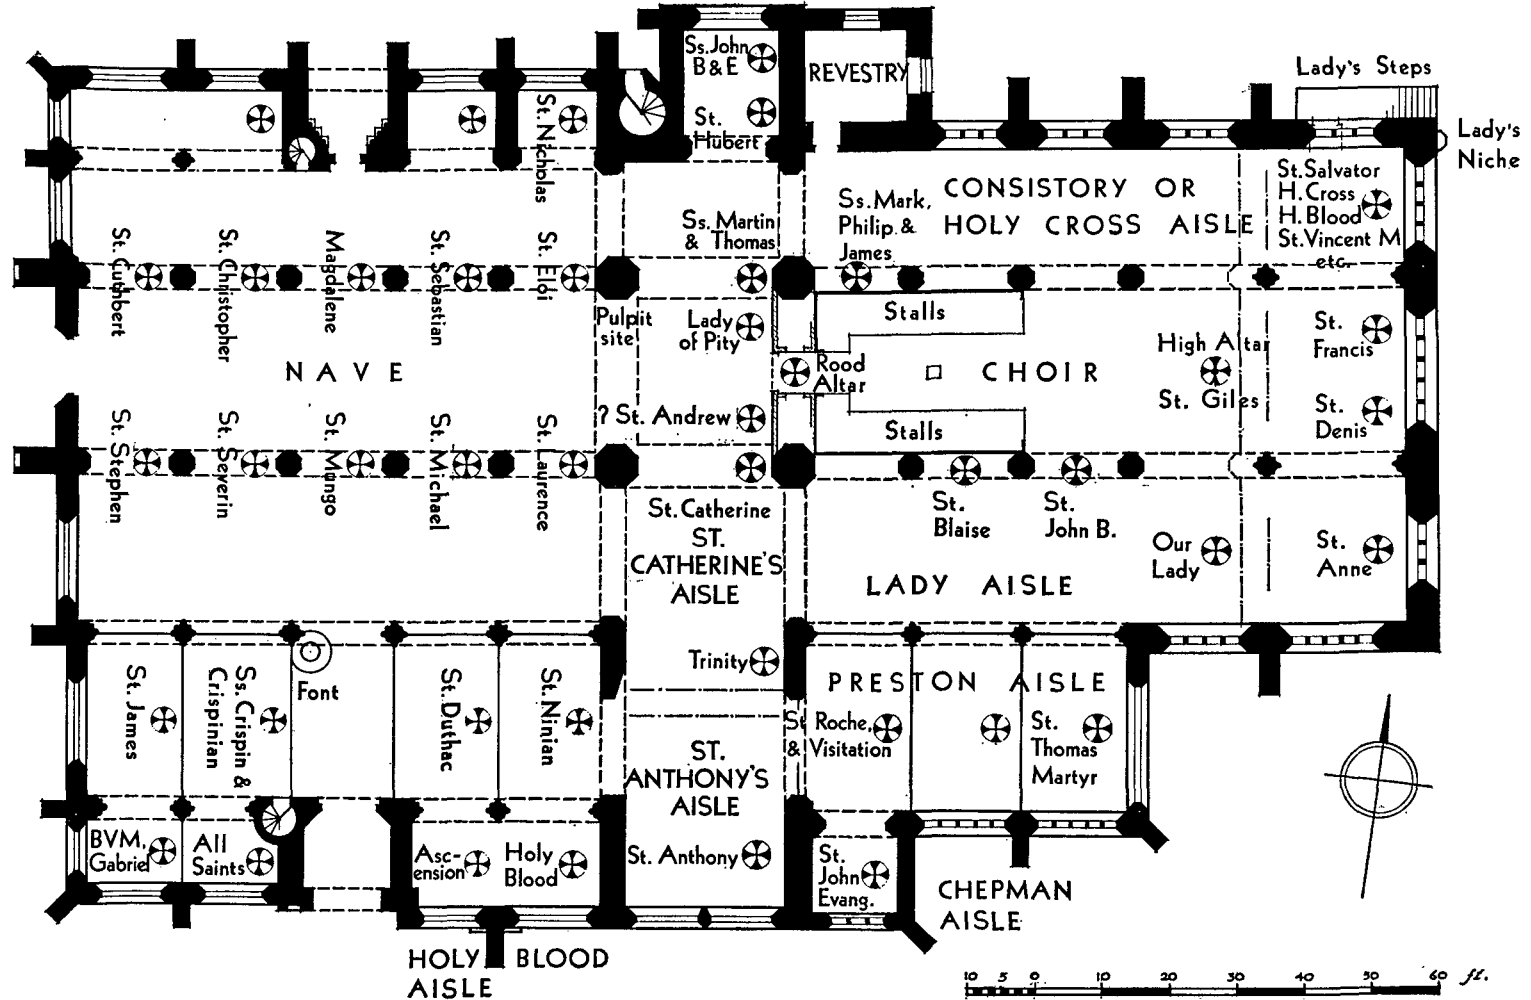 Ss. John
B & E
REVESTRY
St.
Hubert
Lady's Steps
Lady's
Niche
St. Nicholas
St. Cuthbert
St. Christopher
Magdalene
St. Sebastian
St. Eloi
Ss. Martin
& Thomas
Ss. Mark,
Philip &
James
CONSISTORY OR
HOLY CROSS AISLE
St. Salvator
H. Cross
H. Blood
St. Vincent M
etc.
Pulpit
site
Lady
of Pity
Stalls
NAVE
Rood
Altar
CHOIR
High Altar
St. Giles
St.
Francis
? St. Andrew
Stalls
St.
Denis
St. Stephen
St. Severin
St. Mungo
St. Michael
St. Laurence
St. Catherine
ST.
CATHERINE'S
AISLE
St.
Blaise
St.
John B.
Our
Lady
St.
Anne
LADY AISLE
Trinity
PRESTON AISLE
St. James
Ss. Crispin &
Crispinian
Font
St. Duthac
St. Ninian
St Roche,
& Visitation
St.
Thomas
Martyr
ST.
ANTHONY'S
AISLE
BVM,
Gabriel
All
Saints
Asc-
ension
Holy
Blood
St. Anthony
St.
John
Evang.
CHEPMAN
AISLE
HOLY BLOOD
AISLE
10 5 0 10 20 30 40 50 60 ft.